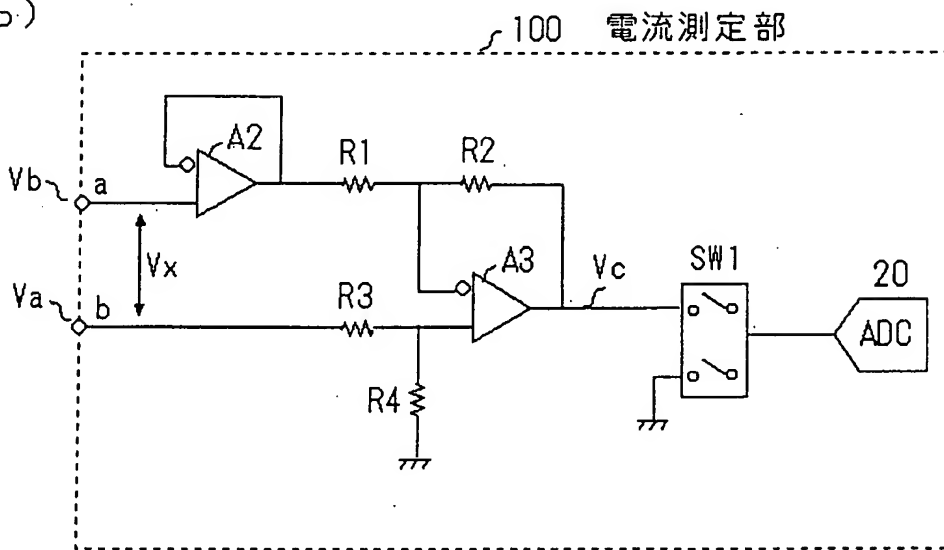 b)
100 電流測定部
A2
R1
R2
Vb
a
Vx
A3
Vc
SW1
20
ADC
Va
b
R3
R4